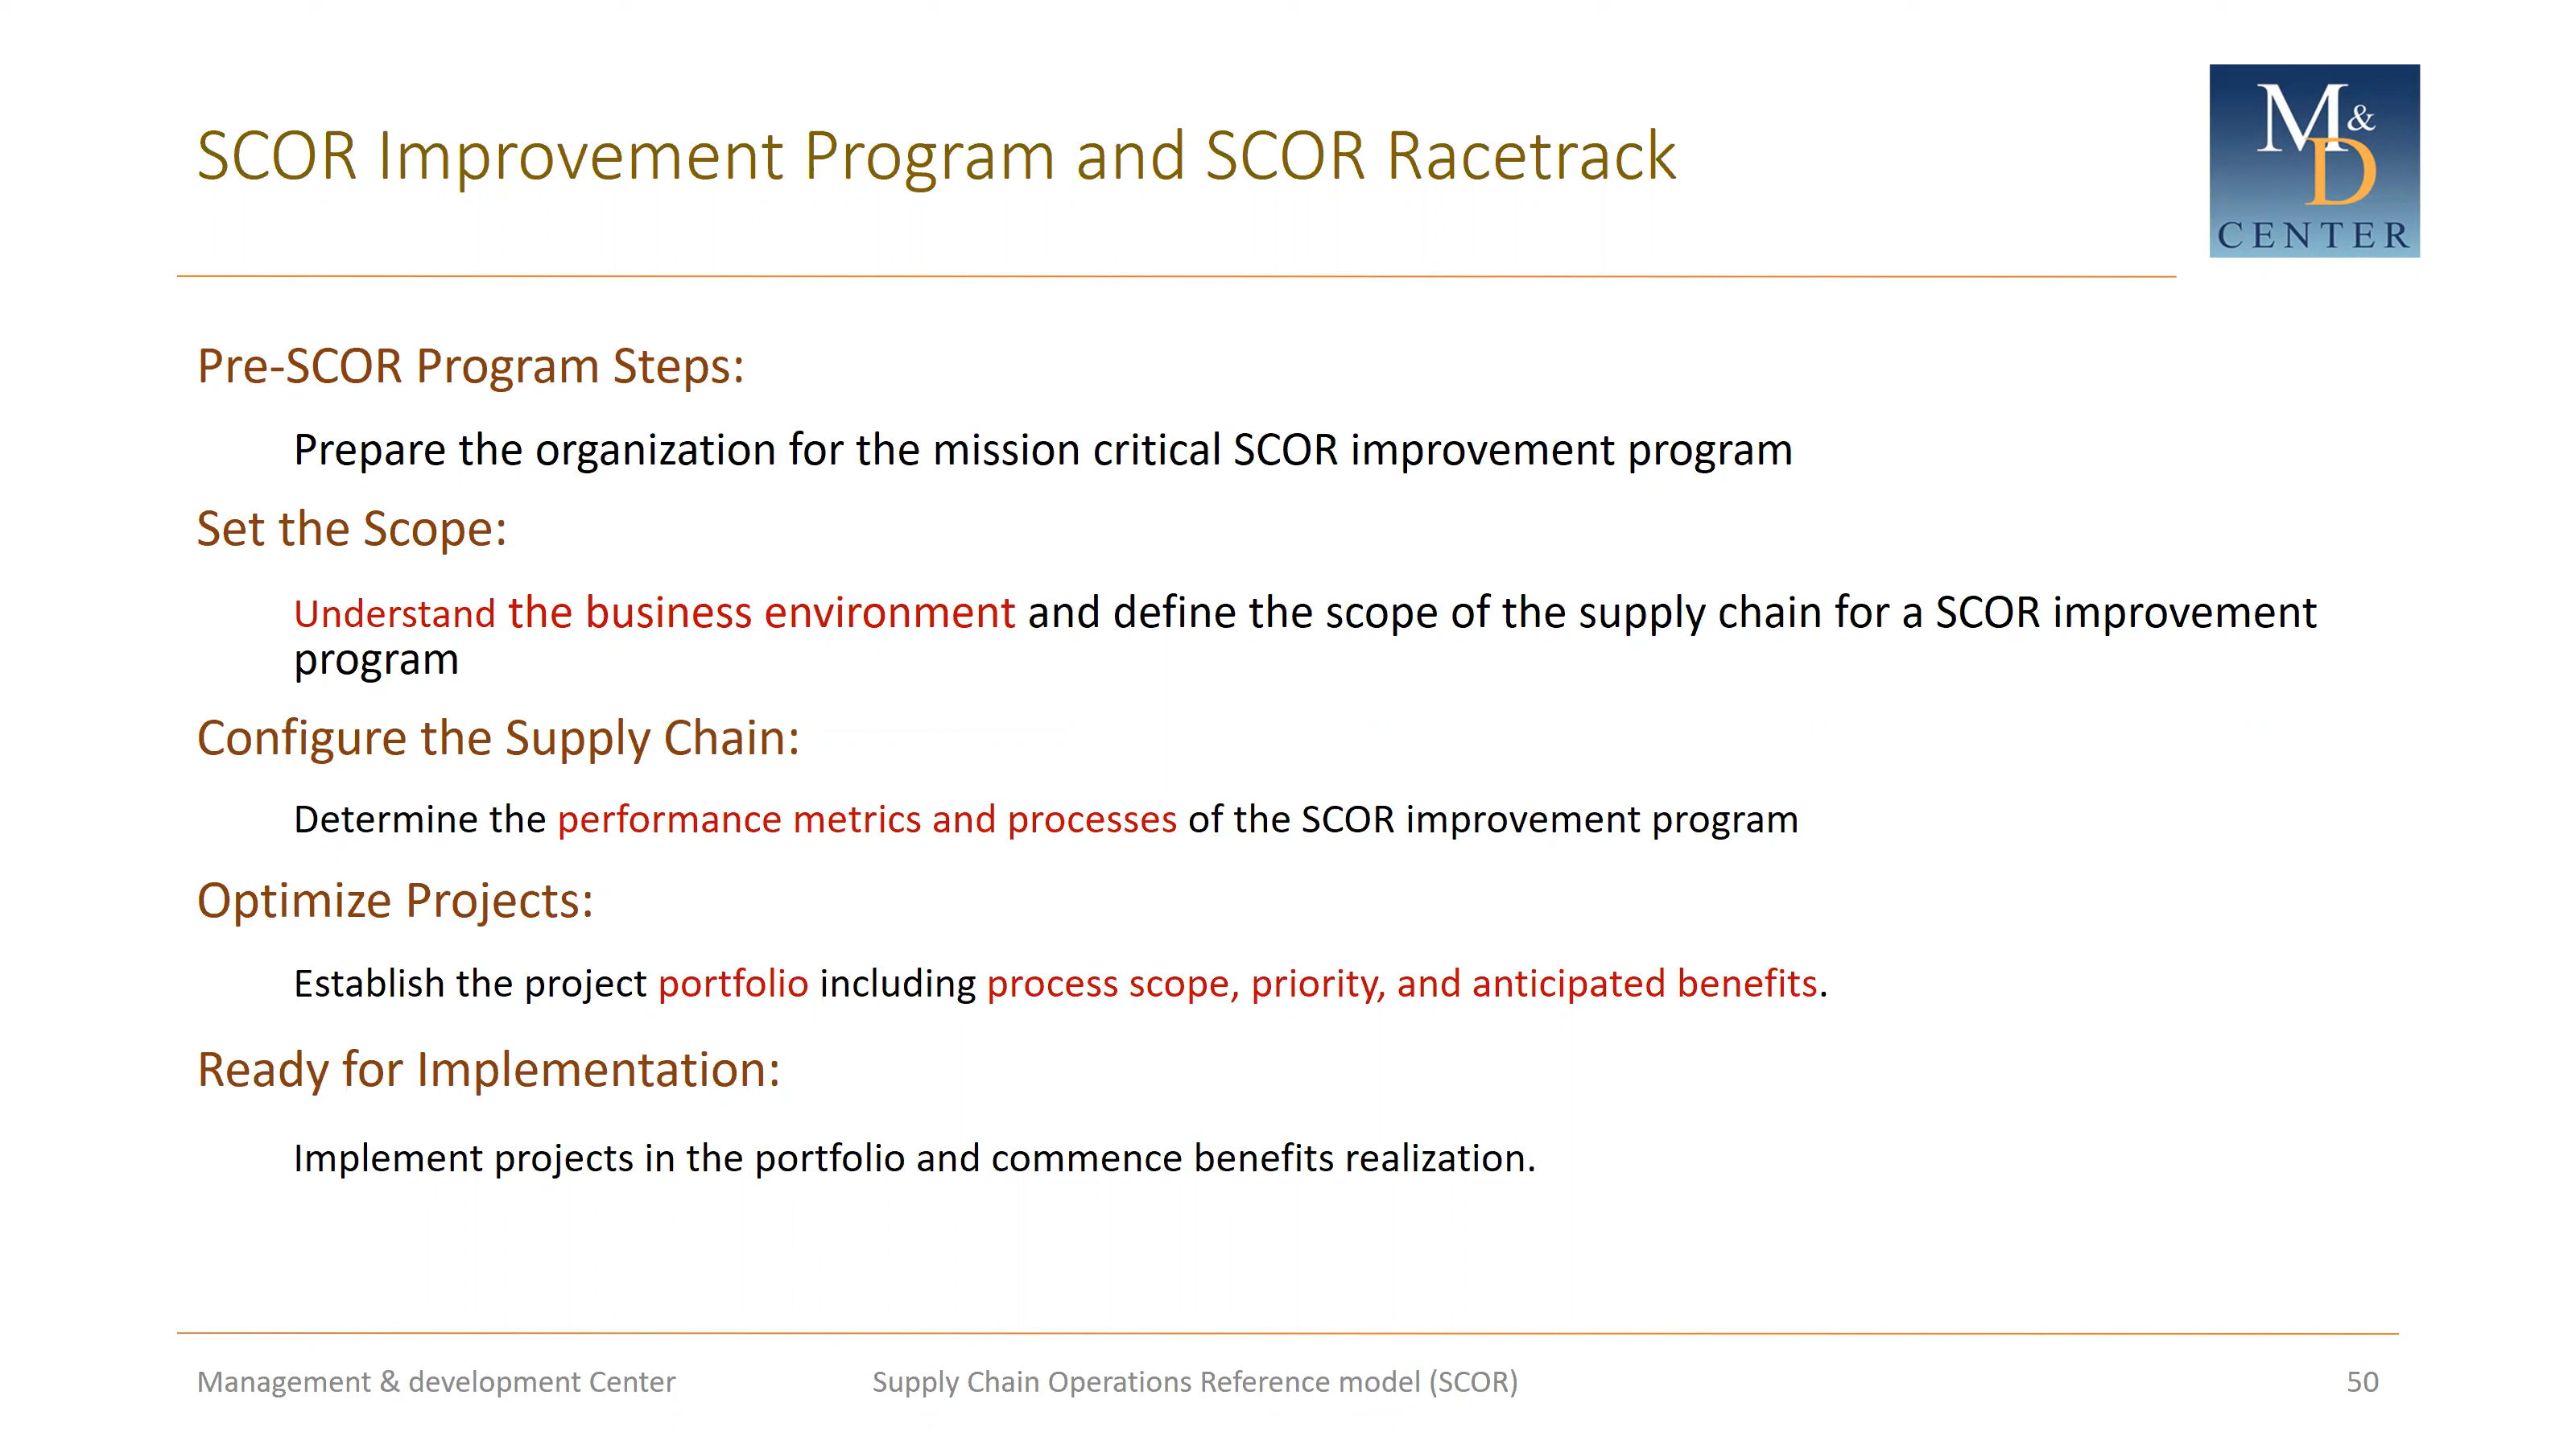 SCOR Improvement Program and SCOR Racetrack
M&
D
CENTER
Pre-SCOR Program Steps:
Prepare the organization for the mission critical SCOR improvement program
Set the Scope:
Understand the business environment and define the scope of the supply chain for a SCOR improvement
program
Configure the Supply Chain:
Determine the performance metrics and processes of the SCOR improvement program
Optimize Projects:
Establish the project portfolio including process scope, priority, and anticipated benefits.
Ready for Implementation:
Implement projects in the portfolio and commence benefits realization.
Management & development Center
Supply Chain Operations Reference model (SCOR)
50